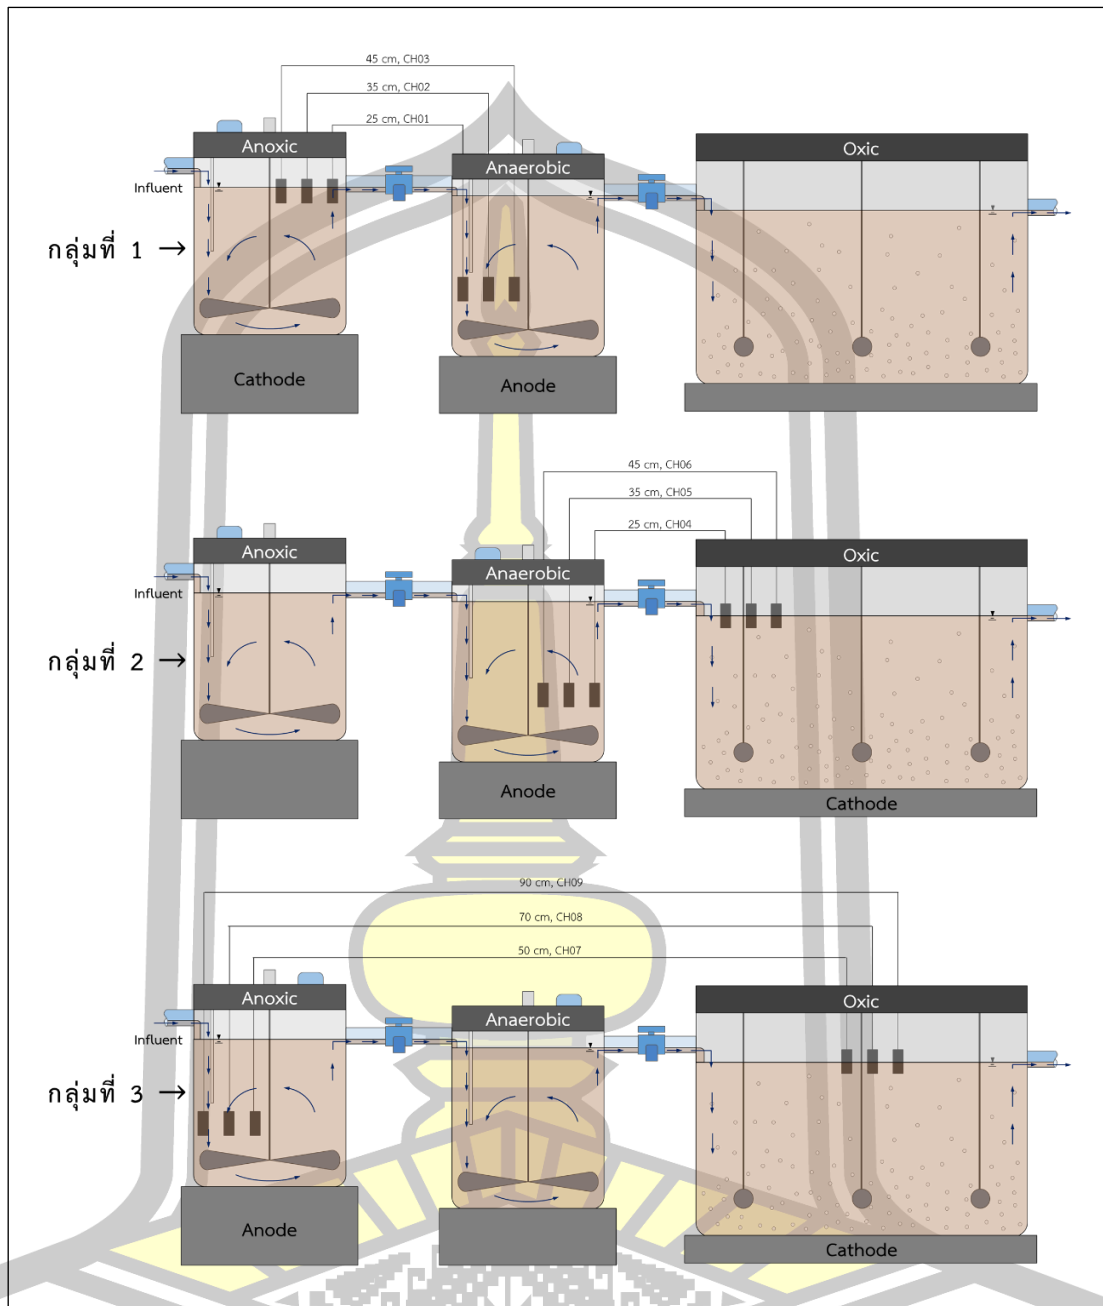 45 cm, CH03
35 cm, CH02
25 cm, CH01
Anoxic
Anaerobic
Oxic
Influent
กลุ่มที่ 1 →
Cathode
Anode
45 cm, CH06
35 cm, CH05
25 cm, CH04
Anoxic
Anaerobic
Oxic
Influent
กลุ่มที่ 2 →
Anode
Cathode
90 cm, CH09
70 cm, CH08
50 cm, CH07
Anoxic
Anaerobic
Oxic
Influent
กลุ่มที่ 3 →
Anode
Cathode